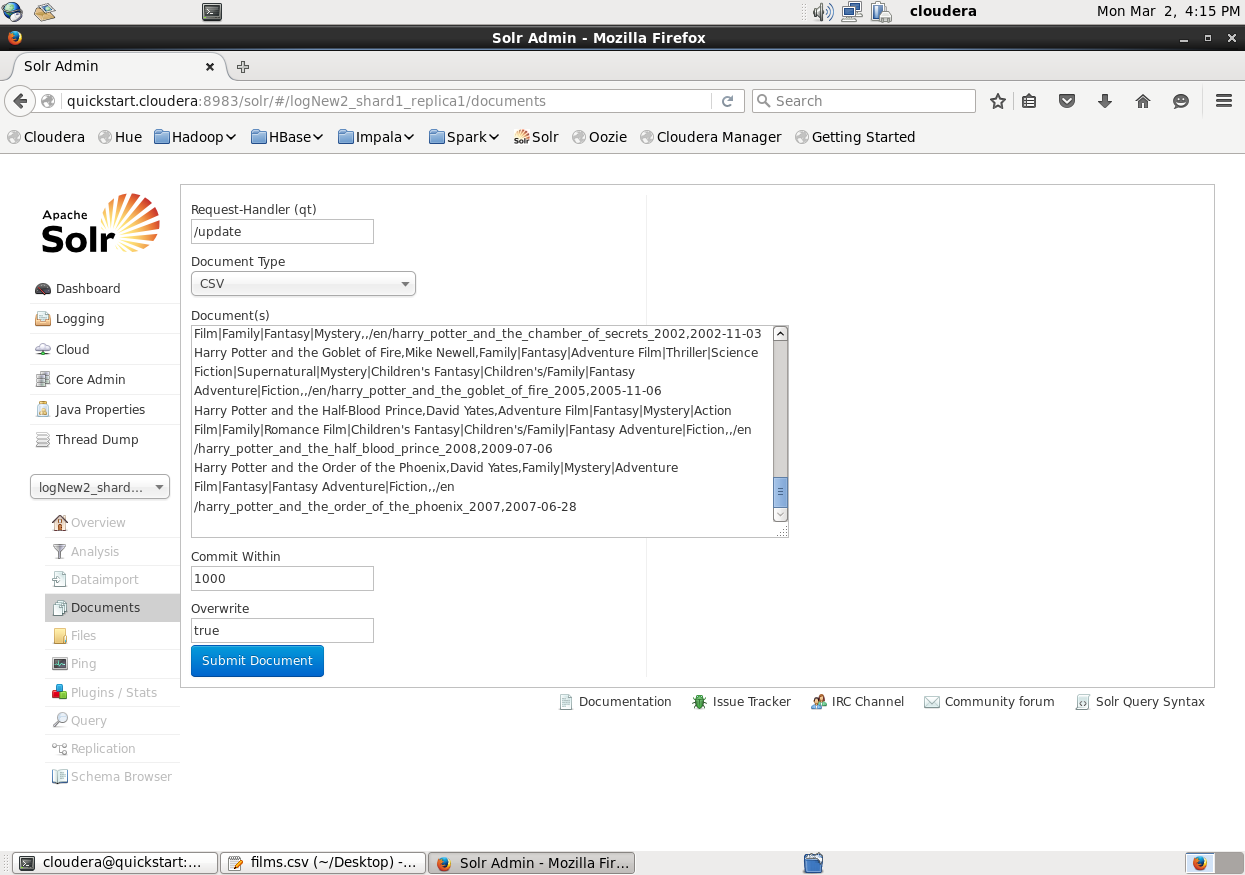 cloudera
Mon Mar 2, 4:15 PM
Solr Admin - Mozilla Firefox
Solr Admin
quickstart.cloudera:8983/solr/#/logNew2_shard1_replica1/documents
Search
Cloudera
Hue
Hadoop
HBase
Impala
Spark
Solr
Oozie
Cloudera Manager
Getting Started
Apache
Solr
Dashboard
Logging
Cloud
Core Admin
Java Properties
Thread Dump
logNew2_shard...
Overview
Analysis
Dataimport
Documents
Files
Ping
Plugins / Stats
Query
Replication
Schema Browser
Request-Handler (qt)
/update
Document Type
CSV
Document(s)
Film|Family|Fantasy|Mystery,,/en/harry_potter_and_the_chamber_of_secrets_2002,2002-11-03
Harry Potter and the Goblet of Fire,Mike Newell,Family|Fantasy|Adventure Film|Thriller|Science
Fiction|Supernatural|Mystery|Children's Fantasy|Children's/Family|Fantasy
Adventure|Fiction,,/en/harry_potter_and_the_goblet_of_fire_2005,2005-11-06
Harry Potter and the Half-Blood Prince,David Yates,Adventure Film|Fantasy|Mystery|Action
Film|Family|Romance Film|Children's Fantasy|Children's/Family|Fantasy Adventure|Fiction,,/en
/harry_potter_and_the_half_blood_prince_2008,2009-07-06
Harry Potter and the Order of the Phoenix,David Yates,Family|Mystery|Adventure
Film|Fantasy|Fantasy Adventure|Fiction,,/en
/harry_potter_and_the_order_of_the_phoenix_2007,2007-06-28
Commit Within
1000
Overwrite
true
Submit Document
Documentation
Issue Tracker
IRC Channel
Community forum
Solr Query Syntax
cloudera@quickstart:...
films.csv (~/Desktop) -...
Solr Admin - Mozilla Fir...